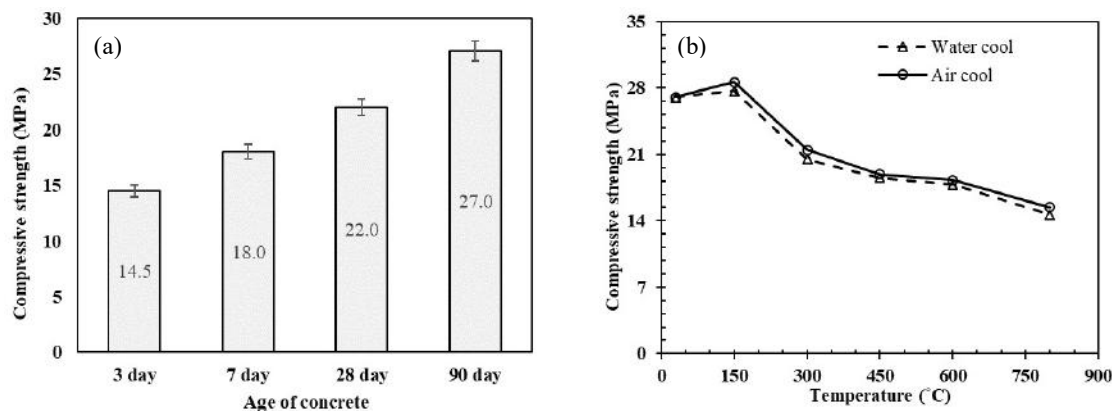 (a)
Compressive strength (MPa)
30
25
20
15
10
5
0
14.5
18.0
22.0
27.0
3 day
7 day
28 day
90 day
Age of concrete
(b)
Compressive strength (MPa)
35
28
21
14
7
0
Water cool
Air cool
0
150
300
450
600
750
900
Temperature (˚C)